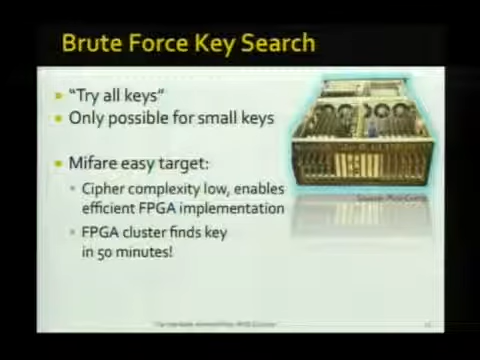 Brute Force Key Search
"Try all keys"
Only possible for small keys
Mifare easy target:
Cipher complexity low, enables
efficient FPGA implementation
FPGA cluster finds key
in 50 minutes!